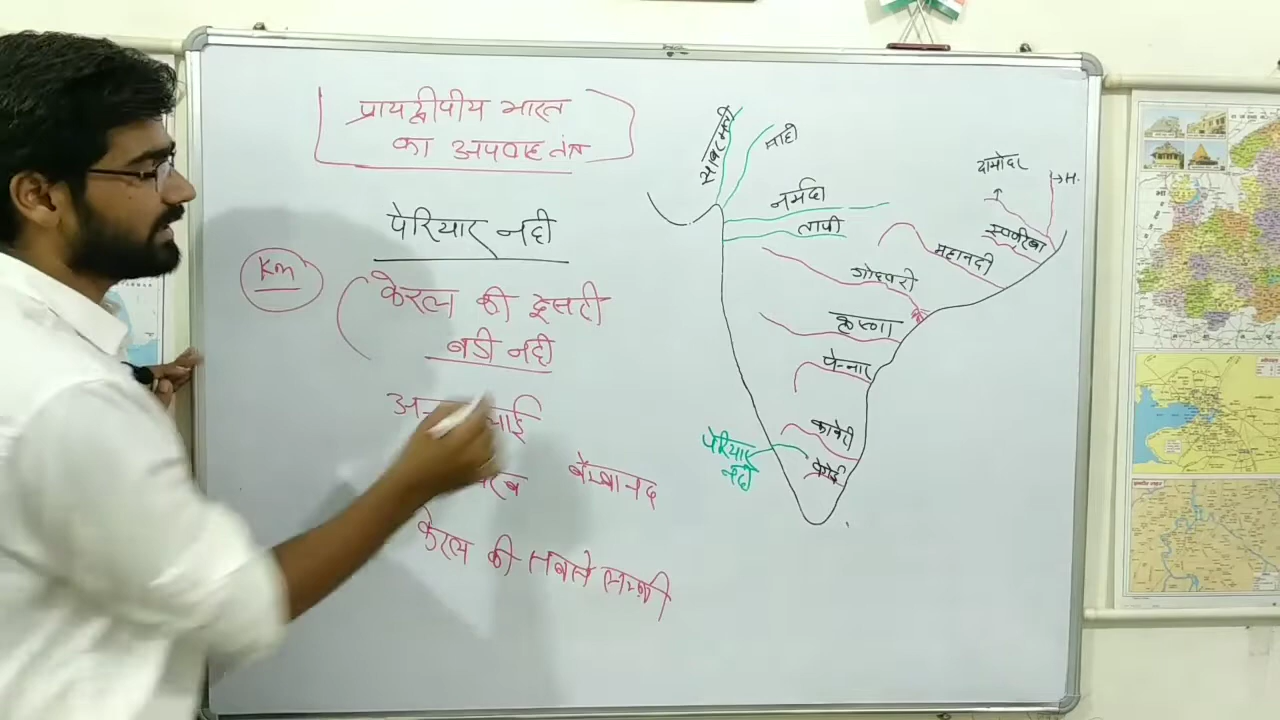 प्रायद्वीपीय भारत
का अपवाह तंत्र
पेरियार नदी
Km
केरल की दूसरी
बडी नदी
केरल की सबसे लम्बी
साबरमती
माही
नर्मदा
तापी
दामोदर
स्वर्णरेखा
महानदी
गोदावरी
कृष्णा
पेन्नार
कावेरी
पेरियार
नदी